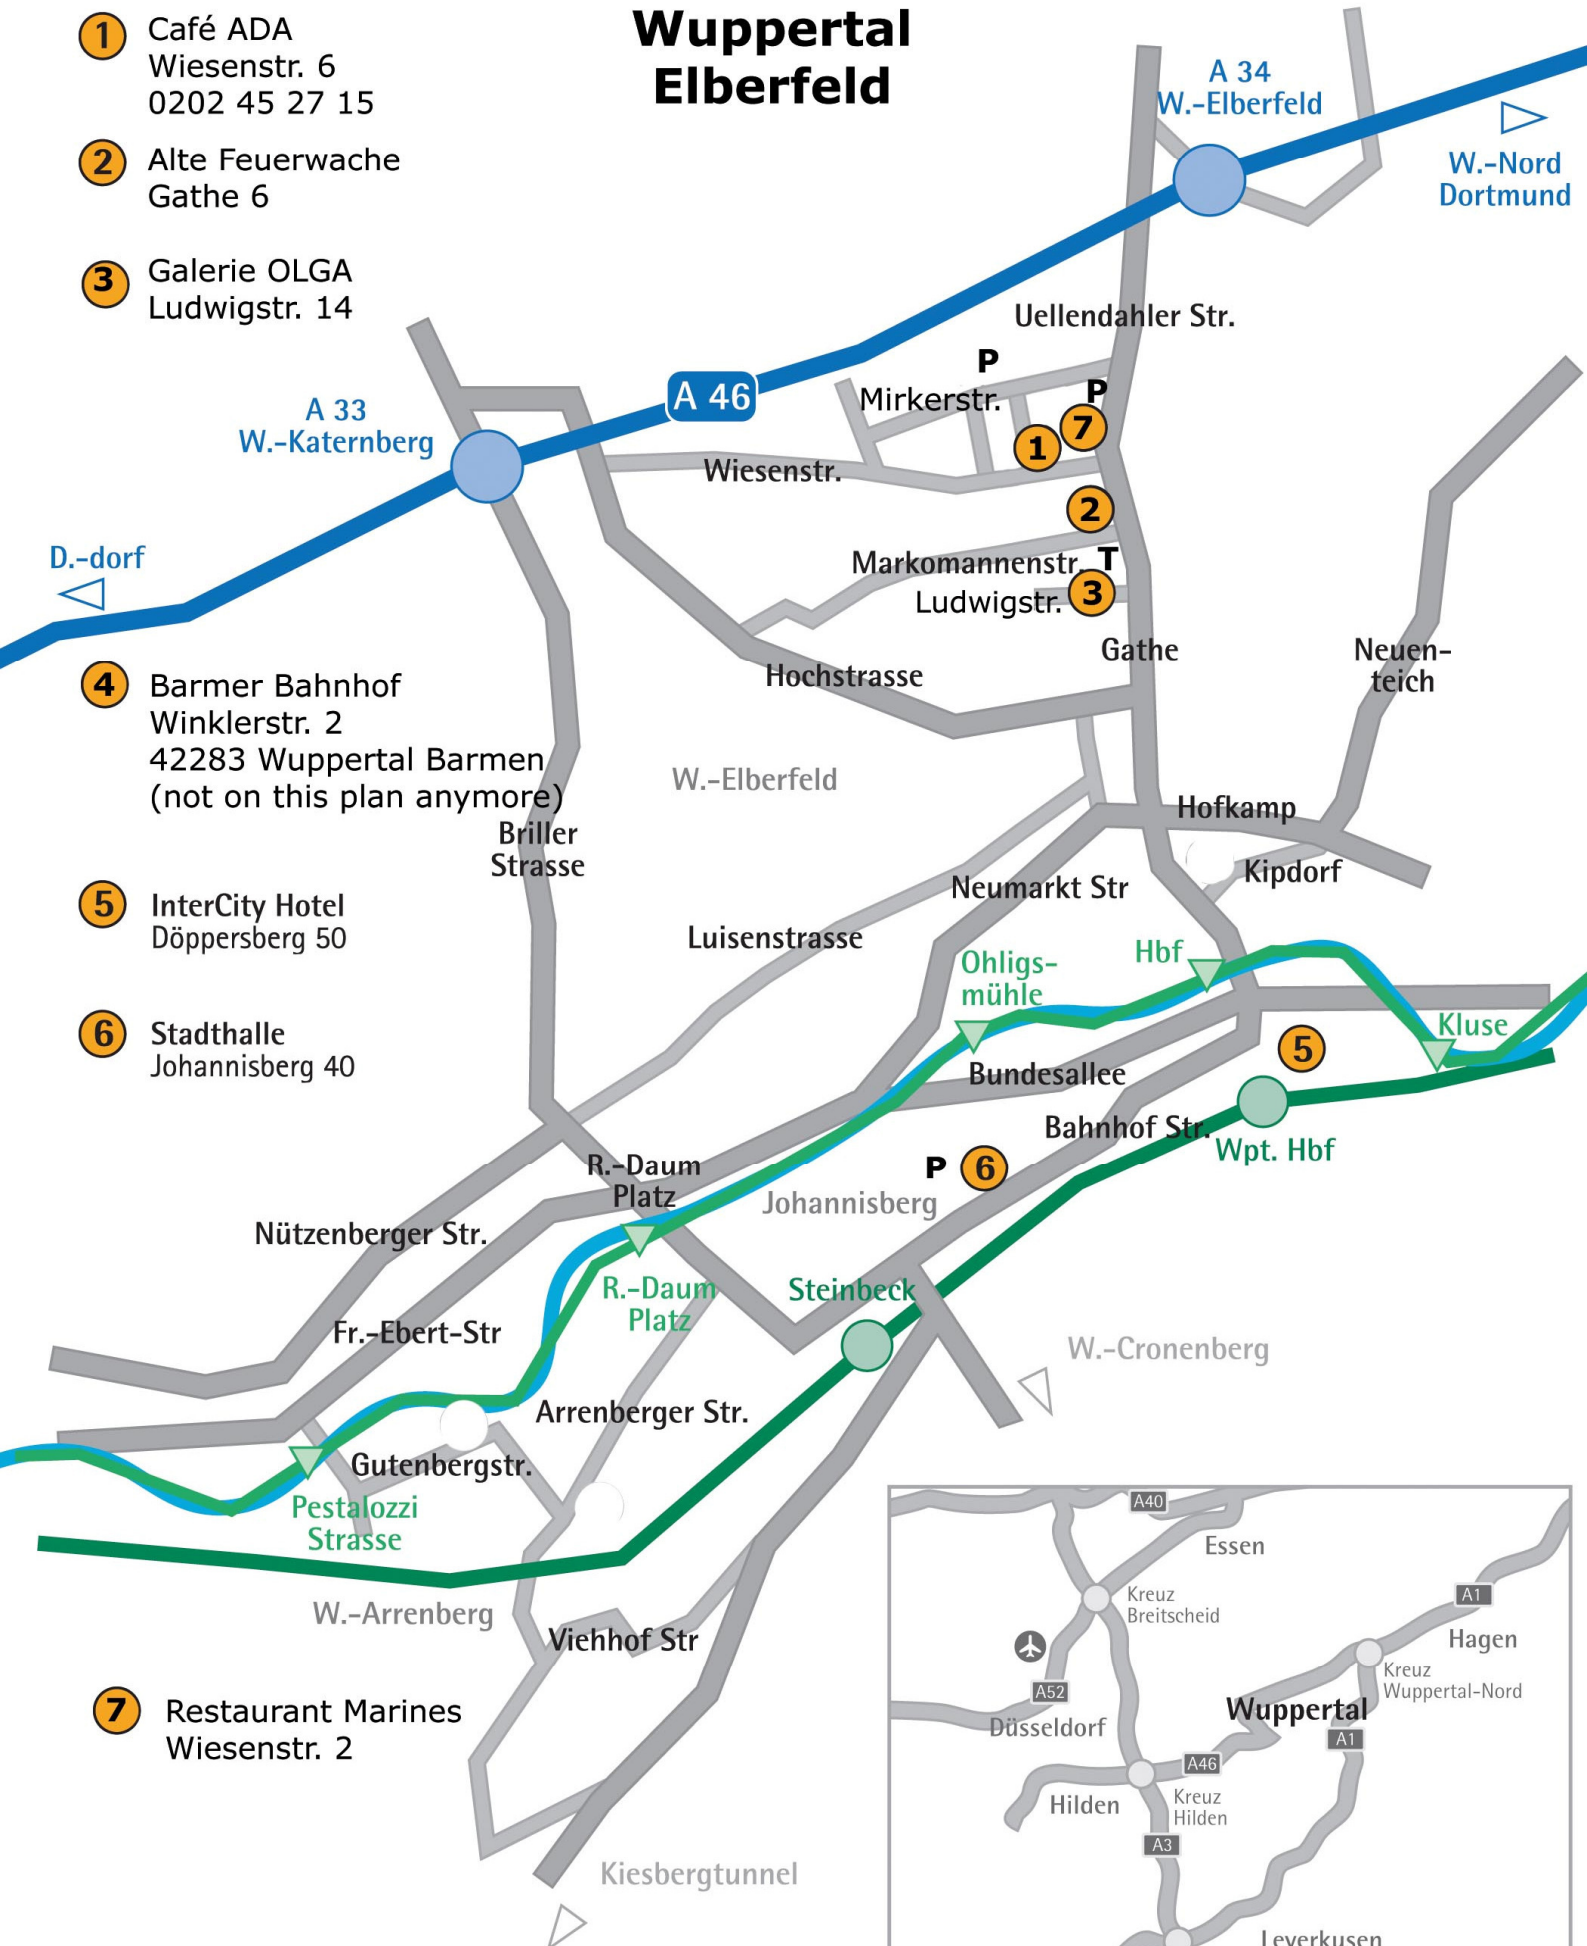 Wuppertal
Elberfeld
1 Café ADA
Wiesenstr. 6
0202 45 27 15
2 Alte Feuerwache
Gathe 6
3 Galerie OLGA
Ludwigstr. 14
A 34
W.-Elberfeld
W.-Nord
Dortmund
Uellendahler Str.
P
Mirkerstr.
P
A 46
A 33
W.-Katernberg
7
1
Wiesenstr.
2
D.-dorf
Markomannenstr.
T
Ludwigstr.
3
Gathe
Neuen-
teich
Hochstrasse
4 Barmer Bahnhof
Winklerstr. 2
42283 Wuppertal Barmen
(not on this plan anymore)
W.-Elberfeld
Hofkamp
Briller
Strasse
Kipdorf
Neumarkt Str
5 InterCity Hotel
Döppersberg 50
Luisenstrasse
Ohligs-
mühle
Hbf
Kluse
6 Stadthalle
Johannisberg 40
5
Bundesallee
Bahnhof Str.
Wpt. Hbf
P
6
R.-Daum
Platz
Johannisberg
Nützenberger Str.
R.-Daum
Platz
Steinbeck
Fr.-Ebert-Str
W.-Cronenberg
Arrenberger Str.
Gutenbergstr.
Pestalozzi
Strasse
W.-Arrenberg
Viehhof Str
7 Restaurant Marines
Wiesenstr. 2
Kiesbergtunnel
A40
Essen
Kreuz
Breitscheid
A1
Hagen
Kreuz
Wuppertal-Nord
A52
Düsseldorf
Wuppertal
A1
A46
Hilden
Kreuz
Hilden
A3
Leverkusen